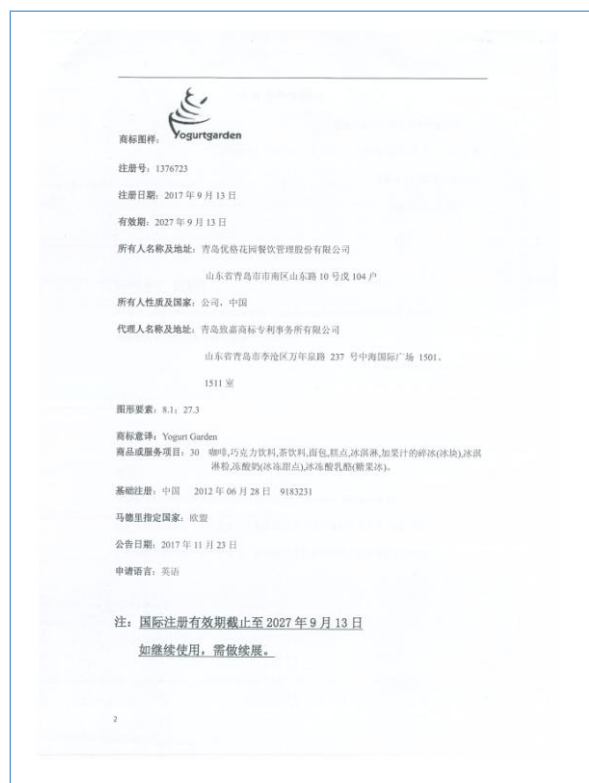 商标图样：
Yogurtgarden
注册号：1376723
注册日期：2017 年 9 月 13 日
有效期：2027 年 9 月 13 日
所有人名称及地址：青岛优格花园餐饮管理股份有限公司
山东省青岛市市南区山东路 10 号戊 104 户
所有人性质及国家：公司，中国
代理人名称及地址：青岛致嘉商标专利事务所有限公司
山东省青岛市李沧区万年泉路 237 号中海国际广场 1501、
1511 室
图形要素：8.1；27.3
商标意译：Yogurt Garden
商品或服务项目：30 咖啡,巧克力饮料,茶饮料,面包,糕点,冰淇淋,加果汁的碎冰(冰块),冰淇
淋粉,冻酸奶(冰冻甜点),冰冻酸乳酪(糖果冰)。
基础注册：中国 2012 年 06 月 28 日 9183231
马德里指定国家：欧盟
公告日期：2017 年 11 月 23 日
申请语言：英语
注：国际注册有效期截止至 2027 年 9 月 13 日
如继续使用，需做续展。
2